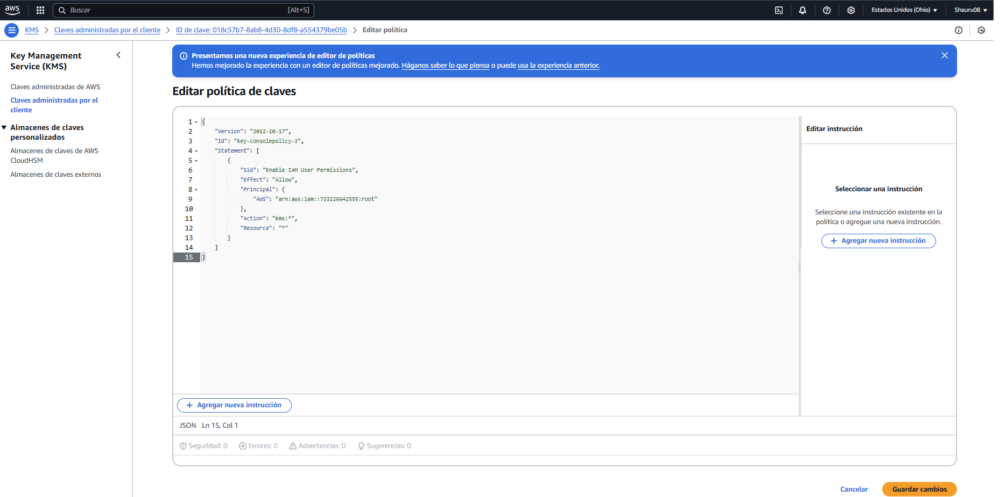 aws
Buscar
[Alt+S]
Estados Unidos (Ohio)
Shauru08
KMS
Claves administradas por el cliente
ID de clave: 018c57b7-8ab8-4d30-8df8-a554379be05b
Editar política
Key Management
Service (KMS)
Claves administradas de AWS
Claves administradas por el
cliente
Almacenes de claves
personalizados
Almacenes de claves de AWS
CloudHSM
Almacenes de claves externos
Presentamos una nueva experiencia de editor de políticas
Hemos mejorado la experiencia con un editor de políticas mejorado. Háganos saber lo que piensa o puede usa la experiencia anterior.
Editar política de claves
1 {
2 "Version": "2012-10-17",
3 "Id": "key-consolepolicy-3",
4 "Statement": [
5 {
6 "Sid": "Enable IAM User Permissions",
7 "Effect": "Allow",
8 "Principal": {
9 "AWS": "arn:aws:iam::733226642555:root"
10 },
11 "Action": "kms:*",
12 "Resource": "*"
13 }
14 ]
15 }
Agregar nueva instrucción
JSON Ln 15, Col 1
Seguridad: 0 Errores: 0 Advertencias: 0 Sugerencias: 0
Editar instrucción
Seleccionar una instrucción
Seleccione una instrucción existente en la
política o agregue una nueva instrucción.
Agregar nueva instrucción
Cancelar
Guardar cambios